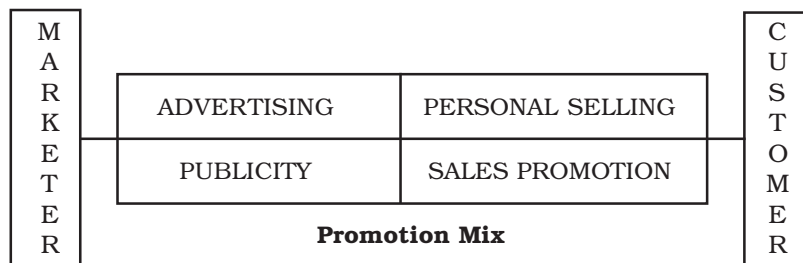 MARKETER
ADVERTISING
PERSONAL SELLING
PUBLICITY
SALES PROMOTION
CUSTOMER
Promotion Mix